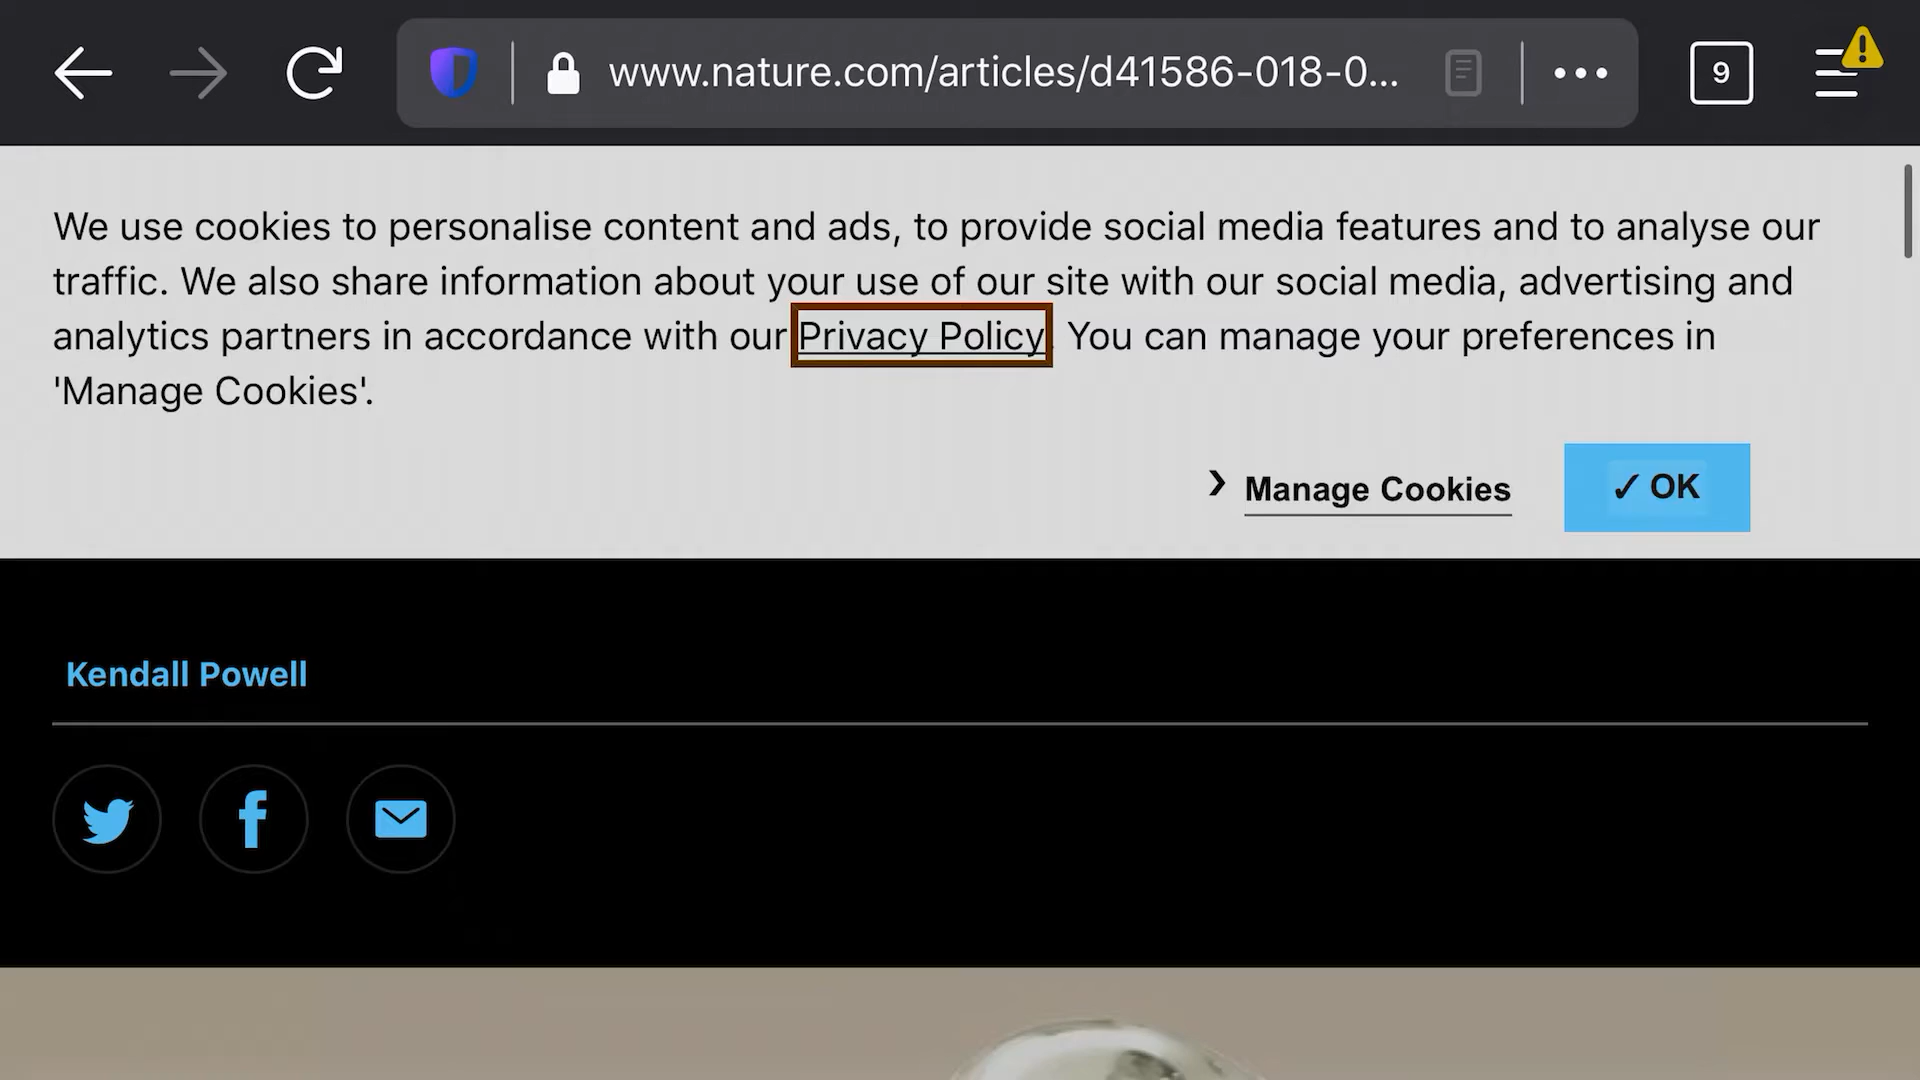 www.nature.com/articles/d41586-018-0...
9
We use cookies to personalise content and ads, to provide social media features and to analyse our
traffic. We also share information about your use of our site with our social media, advertising and
analytics partners in accordance with our Privacy Policy. You can manage your preferences in
'Manage Cookies'.
Manage Cookies
✓ OK
Kendall Powell